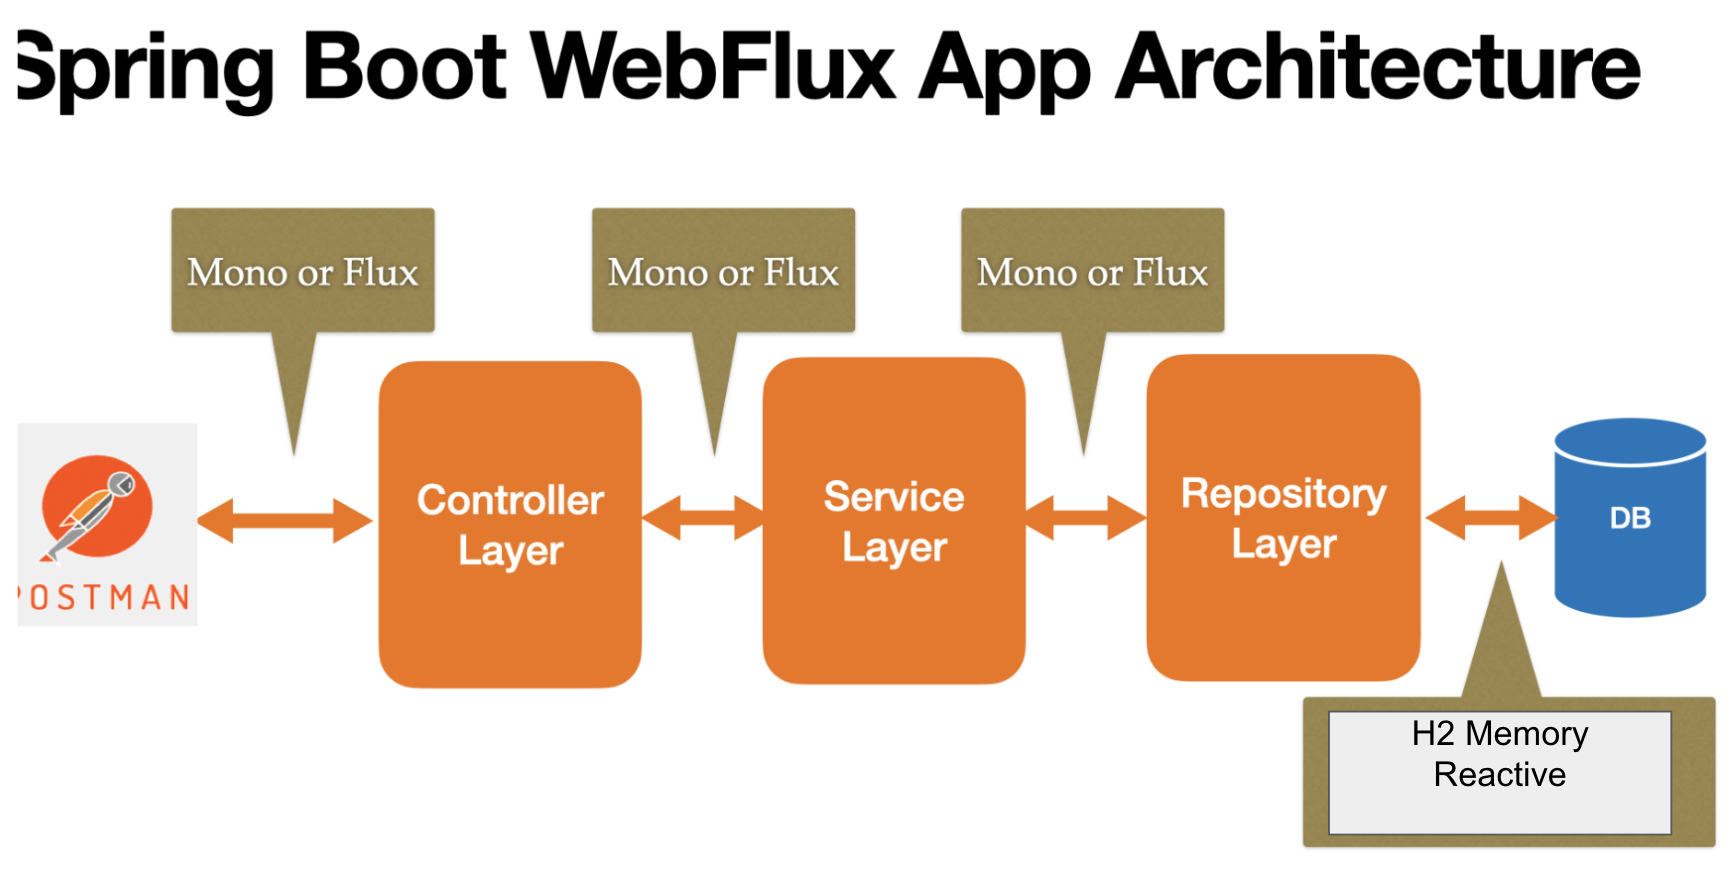 Spring Boot WebFlux App Architecture
Mono or Flux
Mono or Flux
Mono or Flux
POSTMAN
Controller
Layer
Service
Layer
Repository
Layer
DB
H2 Memory
Reactive